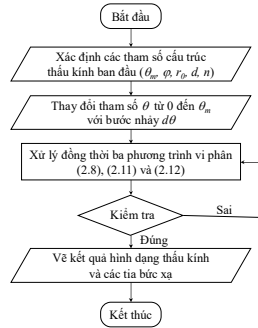 Bắt đầu
Xác định các tham số cấu trúc
thấu kính ban đầu (θm, φ, r0, d, n)
Thay đổi tham số θ từ 0 đến θm
với bước nhảy dθ
Xử lý đồng thời ba phương trình vi phân
(2.8), (2.11) và (2.12)
Kiểm tra
Sai
Đúng
Vẽ kết quả hình dạng thấu kính
và các tia bức xạ
Kết thúc